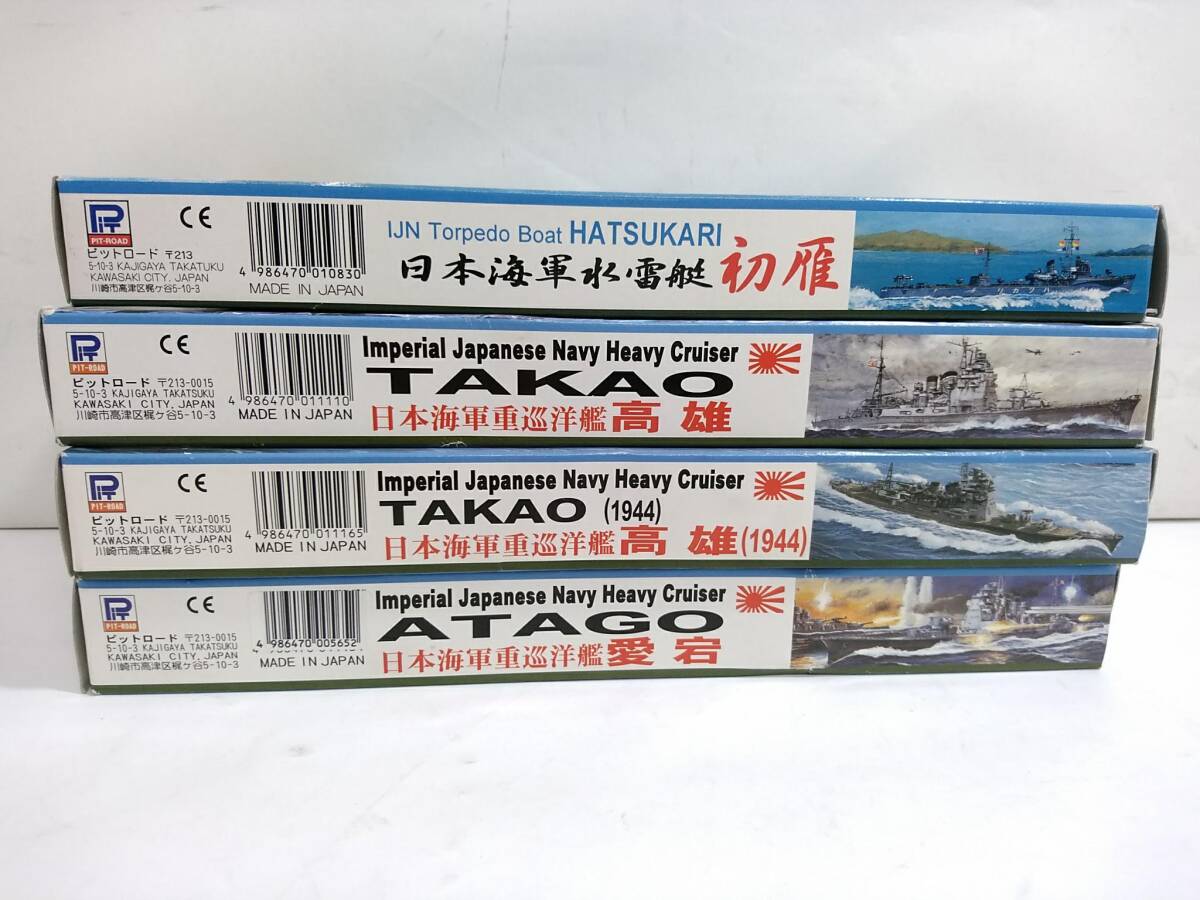 PIT
PIT-ROAD
ピットロード 〒213
5-10-3 KAJIGAYA TAKATUKU
KAWASAKI CITY, JAPAN
川崎市高津区梶ヶ谷5-10-3
CE
4 986470 010830
MADE IN JAPAN
IJN Torpedo Boat HATSUKARI
日本海軍水雷艇 初雁
PIT
PIT-ROAD
ピットロード 〒213-0015
5-10-3 KAJIGAYA TAKATSUKU
KAWASAKI CITY, JAPAN
川崎市高津区梶ケ谷5-10-3
CE
4 986470 011110
MADE IN JAPAN
Imperial Japanese Navy Heavy Cruiser
TAKAO
日本海軍重巡洋艦 高雄
PIT
PIT-ROAD
ピットロード 〒213-0015
5-10-3 KAJIGAYA TAKATSUKU
KAWASAKI CITY, JAPAN
川崎市高津区梶ケ谷5-10-3
CE
4 986470 011165
MADE IN JAPAN
Imperial Japanese Navy Heavy Cruiser
TAKAO (1944)
日本海軍重巡洋艦 高雄(1944)
PIT
PIT-ROAD
ピットロード 〒213-0015
5-10-3 KAJIGAYA TAKATSUKU
KAWASAKI CITY, JAPAN
川崎市高津区梶ケ谷5-10-3
CE
4 986470 005652
MADE IN JAPAN
Imperial Japanese Navy Heavy Cruiser
ATAGO
日本海軍重巡洋艦 愛宕